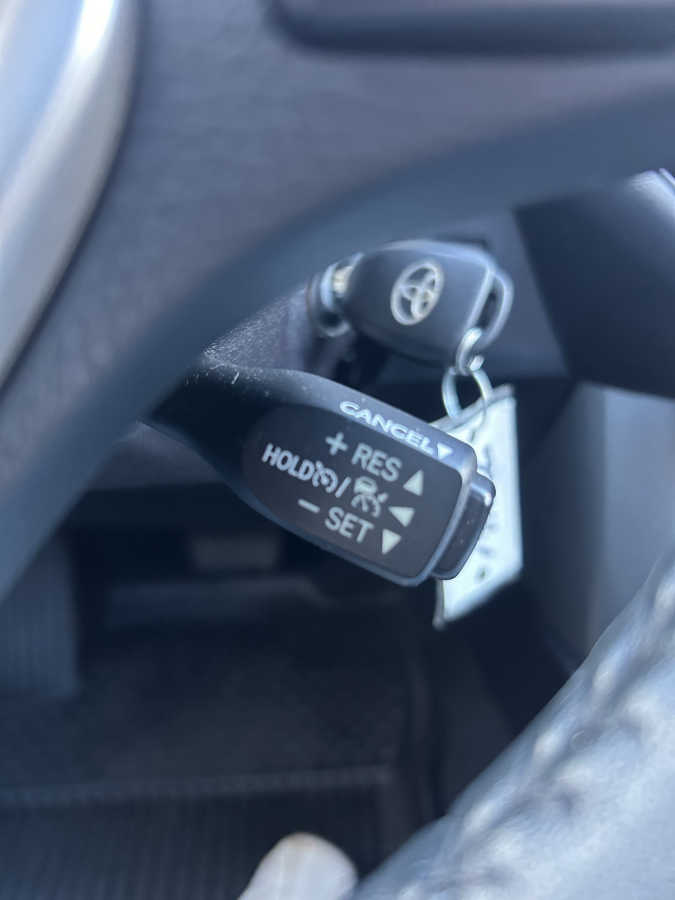 CANCEL▼
+ RES ▲
HOLD / ◀
− SET ▼